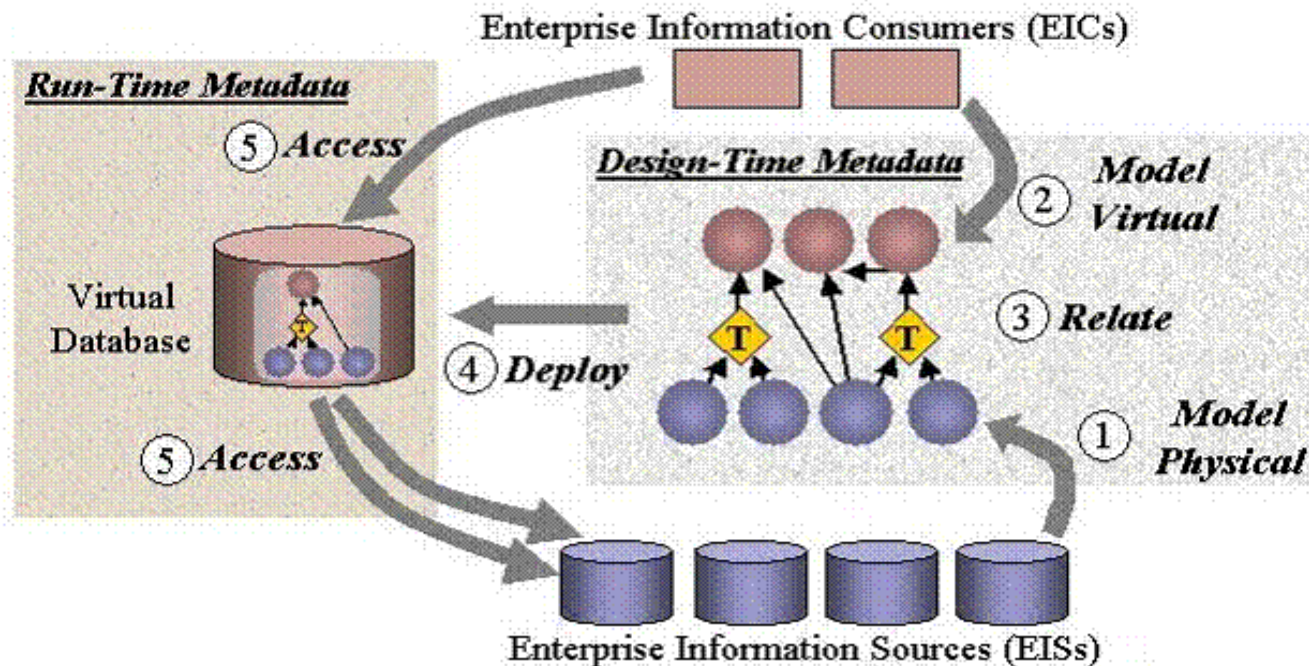 Enterprise Information Consumers (EICs)
Run-Time Metadata
5 Access
Design-Time Metadata
2 Model
Virtual
Virtual
Database
T
T
T
3 Relate
4 Deploy
1 Model
Physical
5 Access
Enterprise Information Sources (EISs)